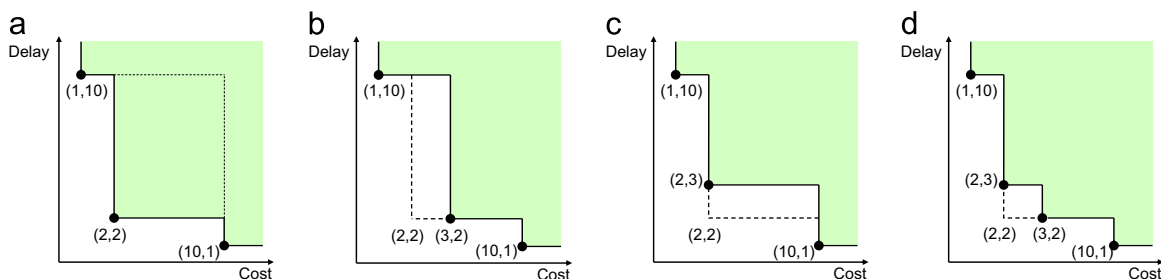 a
Delay
(1,10)
(2,2)
(10,1)
Cost
b
Delay
(1,10)
(2,2)
(3,2)
(10,1)
Cost
c
Delay
(1,10)
(2,3)
(2,2)
(10,1)
Cost
d
Delay
(1,10)
(2,3)
(2,2)
(3,2)
(10,1)
Cost